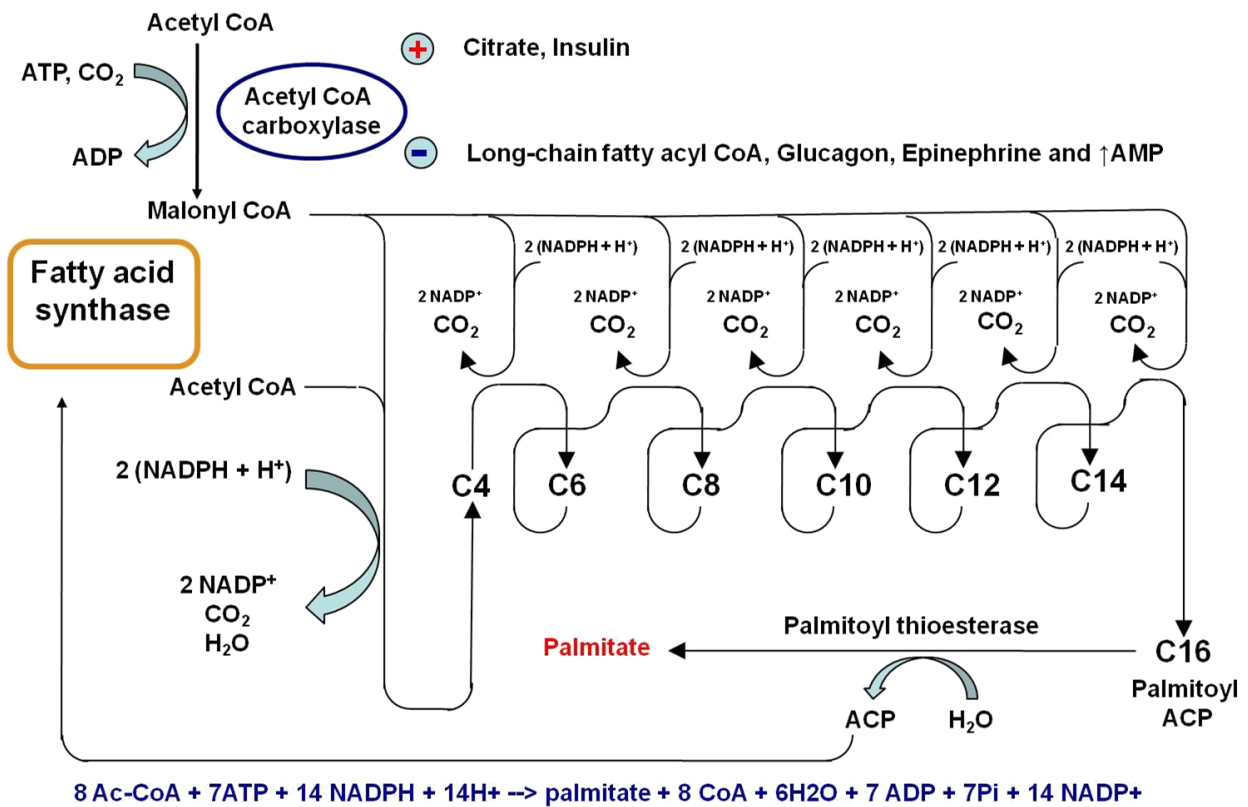 Acetyl CoA
+
Citrate, Insulin
ATP, CO₂
Acetyl CoA
carboxylase
ADP
−
Long-chain fatty acyl CoA, Glucagon, Epinephrine and ↑AMP
Malonyl CoA
2 (NADPH + H⁺)
2 (NADPH + H⁺)
2 (NADPH + H⁺)
2 (NADPH + H⁺)
2 (NADPH + H⁺)
Fatty acid
synthase
2 NADP⁺
CO₂
2 NADP⁺
CO₂
2 NADP⁺
CO₂
2 NADP⁺
CO₂
2 NADP⁺
CO₂
2 NADP⁺
CO₂
Acetyl CoA
2 (NADPH + H⁺)
C4
C6
C8
C10
C12
C14
2 NADP⁺
CO₂
H₂O
Palmitate
Palmitoyl thioesterase
C16
Palmitoyl
ACP
ACP
H₂O
8 Ac-CoA + 7ATP + 14 NADPH + 14H+ --> palmitate + 8 CoA + 6H2O + 7 ADP + 7Pi + 14 NADP+